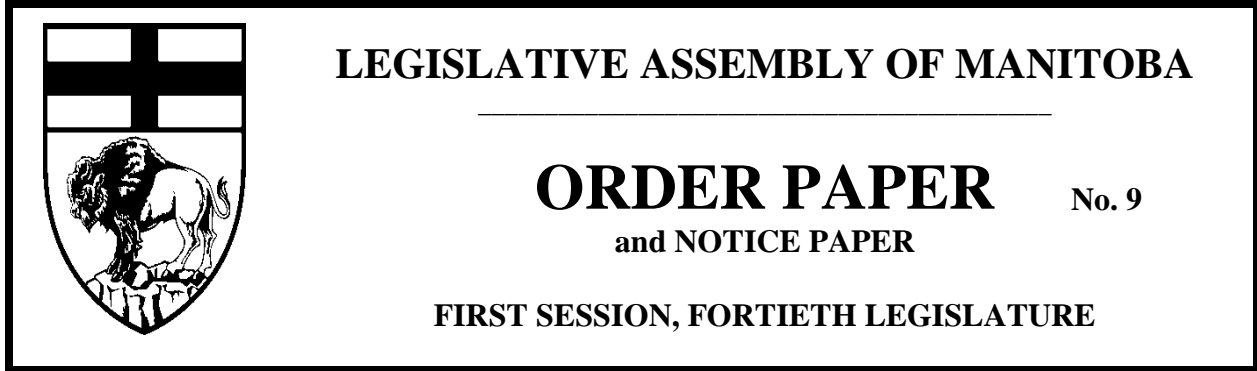 LEGISLATIVE ASSEMBLY OF MANITOBA
ORDER PAPER No. 9
and NOTICE PAPER
FIRST SESSION, FORTIETH LEGISLATURE